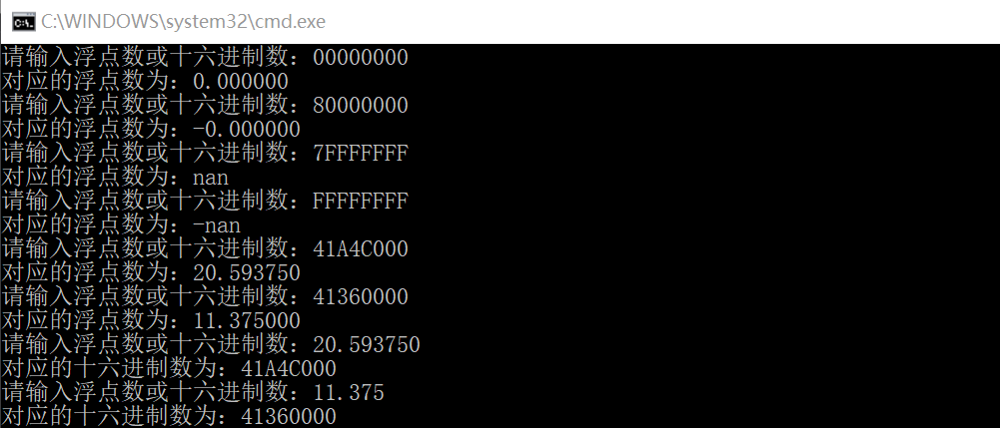 C:\WINDOWS\system32\cmd.exe
请输入浮点数或十六进制数：00000000
对应的浮点数为：0.000000
请输入浮点数或十六进制数：80000000
对应的浮点数为：-0.000000
请输入浮点数或十六进制数：7FFFFFFF
对应的浮点数为：nan
请输入浮点数或十六进制数：FFFFFFFF
对应的浮点数为：-nan
请输入浮点数或十六进制数：41A4C000
对应的浮点数为：20.593750
请输入浮点数或十六进制数：41360000
对应的浮点数为：11.375000
请输入浮点数或十六进制数：20.593750
对应的十六进制数为：41A4C000
请输入浮点数或十六进制数：11.375
对应的十六进制数为：41360000